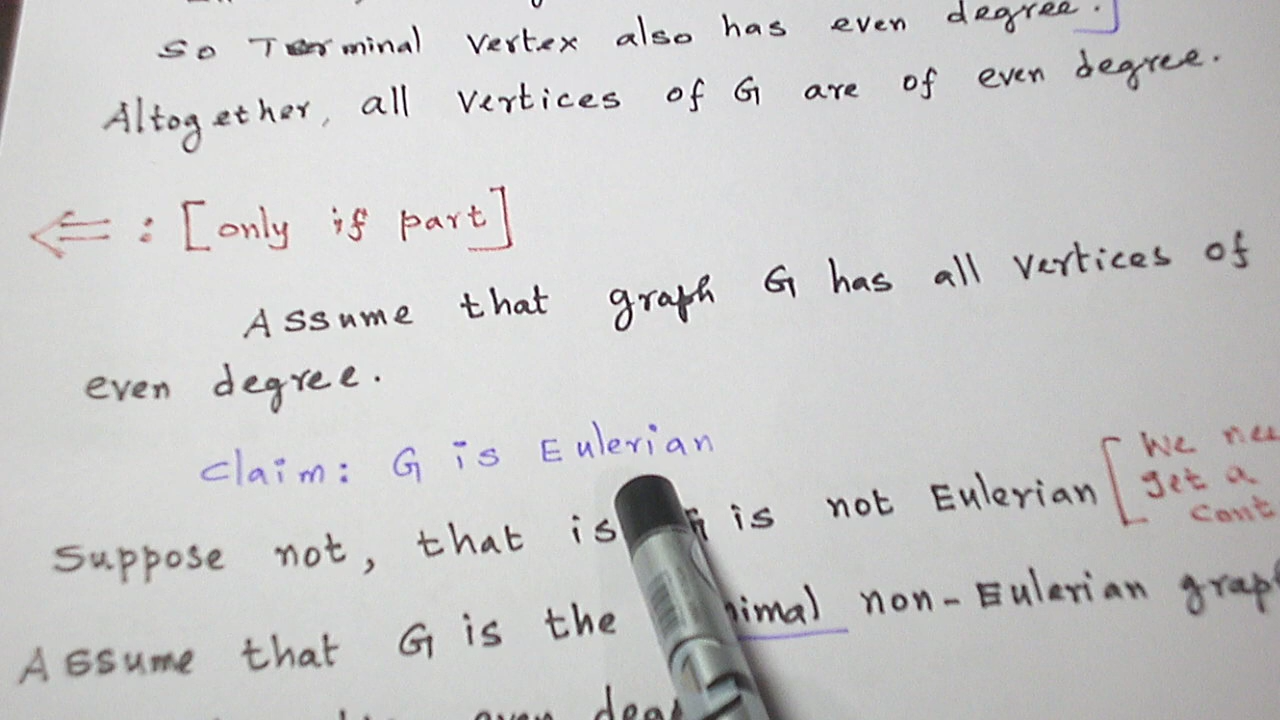 So Terminal vertex also has even degree.]
Altogether, all vertices of G are of even degree.
⇐ : [only if part]
Assume that graph G has all vertices of
even degree.
Claim: G is Eulerian
Suppose not, that is G is not Eulerian [We
get a
Assume that G is the non-Eulerian
even